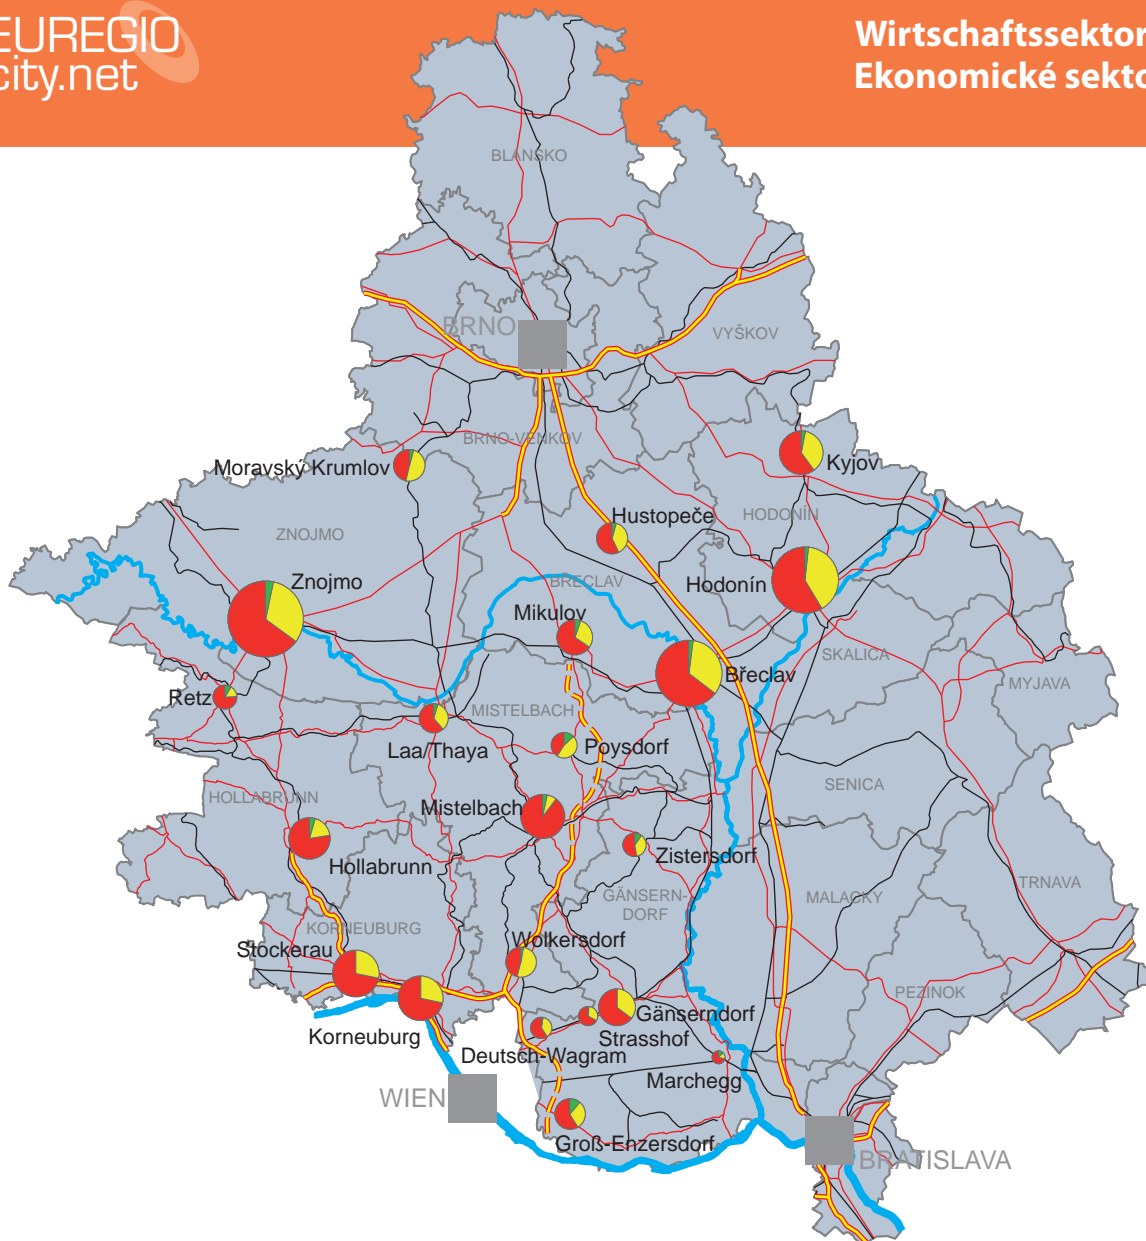 EUREGIO
city.net
Wirtschaftssektor
Ekonomické sekto
BLANSKO
BRNO
VYŠKOV
BRNO-VENKOV
Moravský Krumlov
Kyjov
Hustopeče
HODONÍN
ZNOJMO
Znojmo
BŘECLAV
Hodonín
Mikulov
SKALICA
Břeclav
MYJAVA
Retz
MISTELBACH
Laa/Thaya
Poysdorf
SENICA
HOLLABRUNN
Mistelbach
Hollabrunn
Zistersdorf
TRNAVA
GÄNSERN-
DORF
MALACKY
KORNEUBURG
Stockerau
Wolkersdorf
PEZINOK
Korneuburg
Gänserndorf
Strasshof
Deutsch-Wagram
Marchegg
WIEN
Groß-Enzersdorf
BRATISLAVA